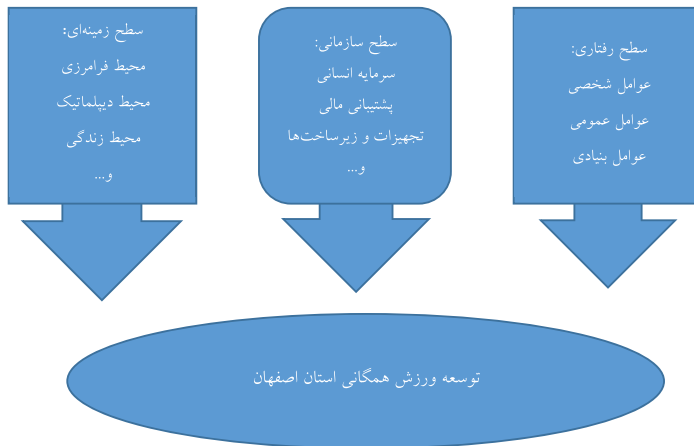 سطح رفتاری:
عوامل شخصی
عوامل عمومی
عوامل بنیادی
سطح سازمانی:
سرمایه انسانی
پشتیبانی مالی
تجهیزات و زیرساخت‌ها
و...
سطح زمینه‌ای:
محیط فرامرزی
محیط دیپلماتیک
محیط زندگی
و...
توسعه ورزش همگانی استان اصفهان